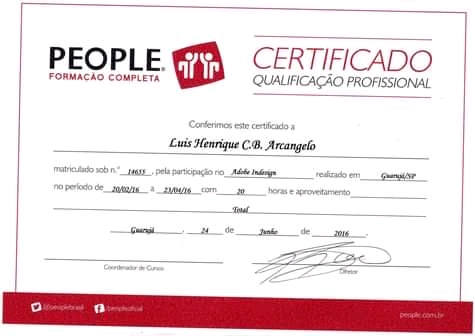 PEOPLE®
FORMAÇÃO COMPLETA
CERTIFICADO
QUALIFICAÇÃO PROFISSIONAL
Conferimos este certificado a
Luis Henrique C.B. Arcangelo
matriculado sob n.º 14655, pela participação no Adobe Indesign realizado em Guarujá/SP
no período de 20/02/16 à 23/04/16 com 20 horas e aproveitamento
Total
Guarujá, 24 de Junho de 2016.
Coordenador de Cursos
Diretor
/@peoplebrasil
/peopleoficial
people.com.br